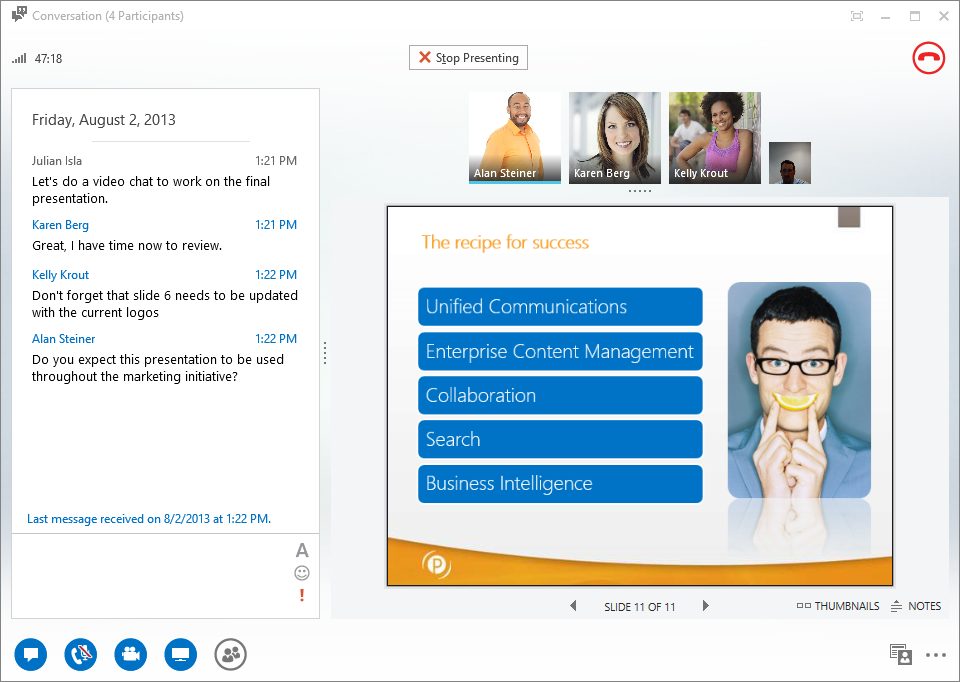 Conversation (4 Participants)
47:18
Stop Presenting
Friday, August 2, 2013
Julian Isla 1:21 PM
Let's do a video chat to work on the final
presentation.
Karen Berg 1:21 PM
Great, I have time now to review.
Kelly Krout 1:22 PM
Don't forget that slide 6 needs to be updated
with the current logos
Alan Steiner 1:22 PM
Do you expect this presentation to be used
throughout the marketing initiative?
Last message received on 8/2/2013 at 1:22 PM.
A
!
Alan Steiner
Karen Berg
Kelly Krout
The recipe for success
Unified Communications
Enterprise Content Management
Collaboration
Search
Business Intelligence
P
SLIDE 11 OF 11
THUMBNAILS
NOTES